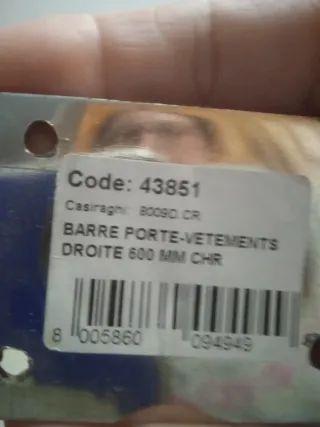 Code: 43851
Casiraghi: 8009D.CR
BARRE PORTE-VETEMENTS
DROITE 600 MM CHR
8 005860 094949